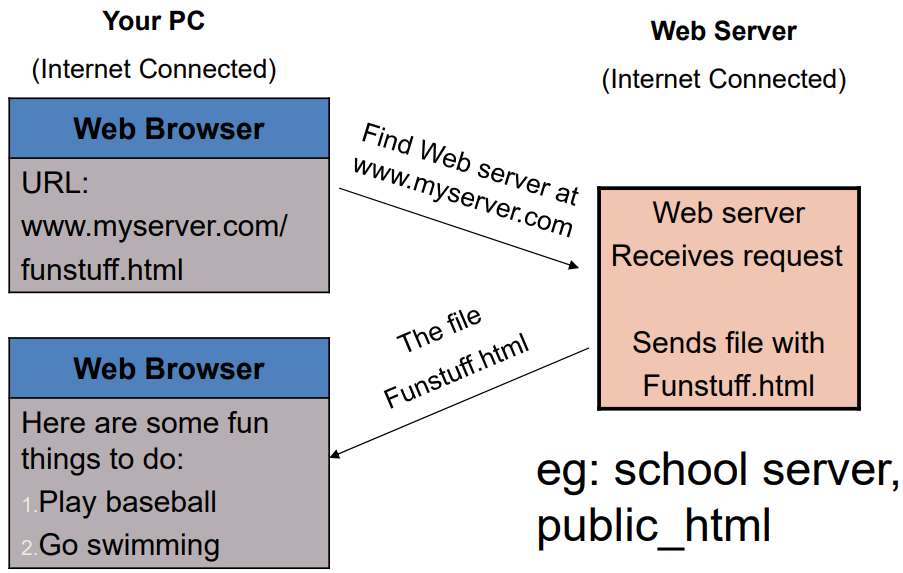 Your PC
(Internet Connected)
Web Browser
URL:
www.myserver.com/
funstuff.html
Find Web server at
www.myserver.com
Web Server
(Internet Connected)
Web server
Receives request
Sends file with
Funstuff.html
The file
Funstuff.html
Web Browser
Here are some fun
things to do:
1.Play baseball
2.Go swimming
eg: school server,
public_html